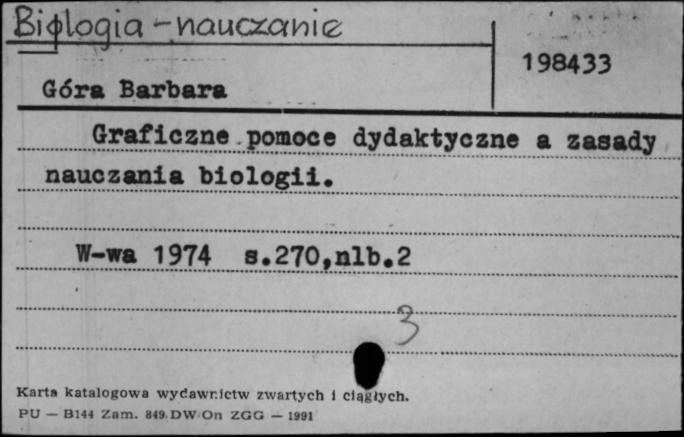 Biologia - nauczanie
198433
Góra Barbara
Graficzne pomoce dydaktyczne a zasady
nauczania biologii.
W-wa 1974 s.270,nlb.2
3
Karta katalogowa wydawnictw zwartych i ciągłych.
PU — B144 Zam. 849 DW On ZGG — 1991